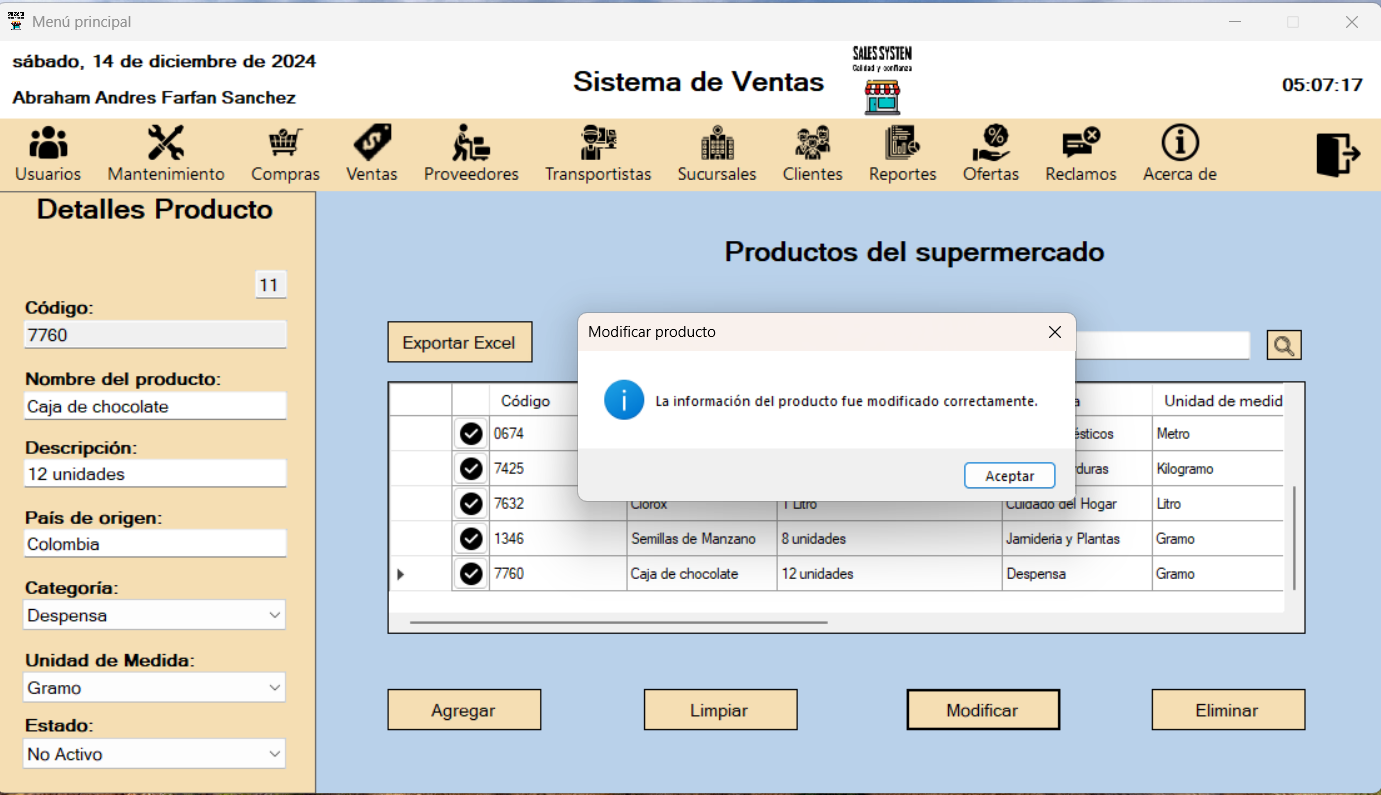 Menú principal
sábado, 14 de diciembre de 2024
Abraham Andres Farfan Sanchez
Sistema de Ventas
SALES SYSTEN
Calidad y confianza
05:07:17
Usuarios Mantenimiento Compras Ventas Proveedores Transportistas Sucursales Clientes Reportes Ofertas Reclamos Acerca de
Detalles Producto
11
Código:
7760
Nombre del producto:
Caja de chocolate
Descripción:
12 unidades
País de origen:
Colombia
Categoría:
Despensa
Unidad de Medida:
Gramo
Estado:
No Activo
Productos del supermercado
Exportar Excel
Modificar producto
La información del producto fue modificado correctamente.
Aceptar
Código Unidad de medid
0674 Metro
7425 Kilogramo
7632 Clorox 1 Litro Cuidado del Hogar Litro
1346 Semillas de Manzano 8 unidades Jamideria y Plantas Gramo
7760 Caja de chocolate 12 unidades Despensa Gramo
Agregar Limpiar Modificar Eliminar